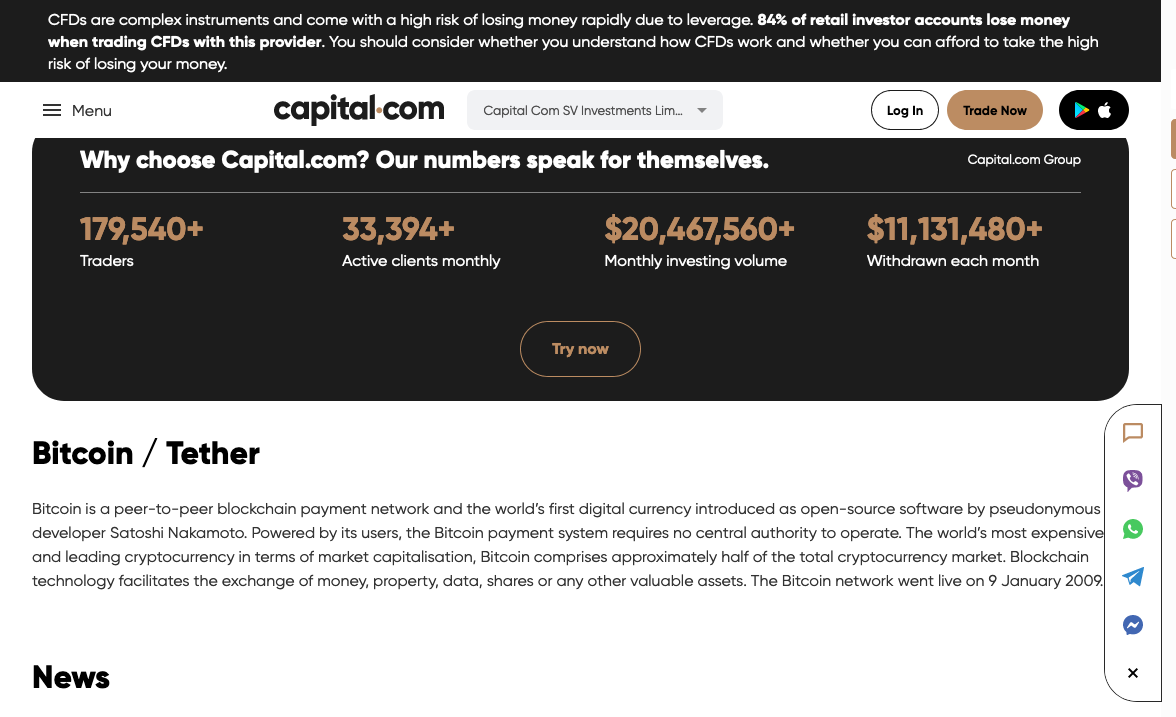 CFDs are complex instruments and come with a high risk of losing money rapidly due to leverage. 84% of retail investor accounts lose money
when trading CFDs with this provider. You should consider whether you understand how CFDs work and whether you can afford to take the high
risk of losing your money.
Menu
capital.com
Capital Com SV Investments Lim...
Log In
Trade Now
Why choose Capital.com? Our numbers speak for themselves.
Capital.com Group
179,540+
33,394+
$20,467,560+
$11,131,480+
Traders
Active clients monthly
Monthly investing volume
Withdrawn each month
Try now
Bitcoin / Tether
Bitcoin is a peer-to-peer blockchain payment network and the world’s first digital currency introduced as open-source software by pseudonymous
developer Satoshi Nakamoto. Powered by its users, the Bitcoin payment system requires no central authority to operate. The world’s most expensive
and leading cryptocurrency in terms of market capitalisation, Bitcoin comprises approximately half of the total cryptocurrency market. Blockchain
technology facilitates the exchange of money, property, data, shares or any other valuable assets. The Bitcoin network went live on 9 January 2009.
News